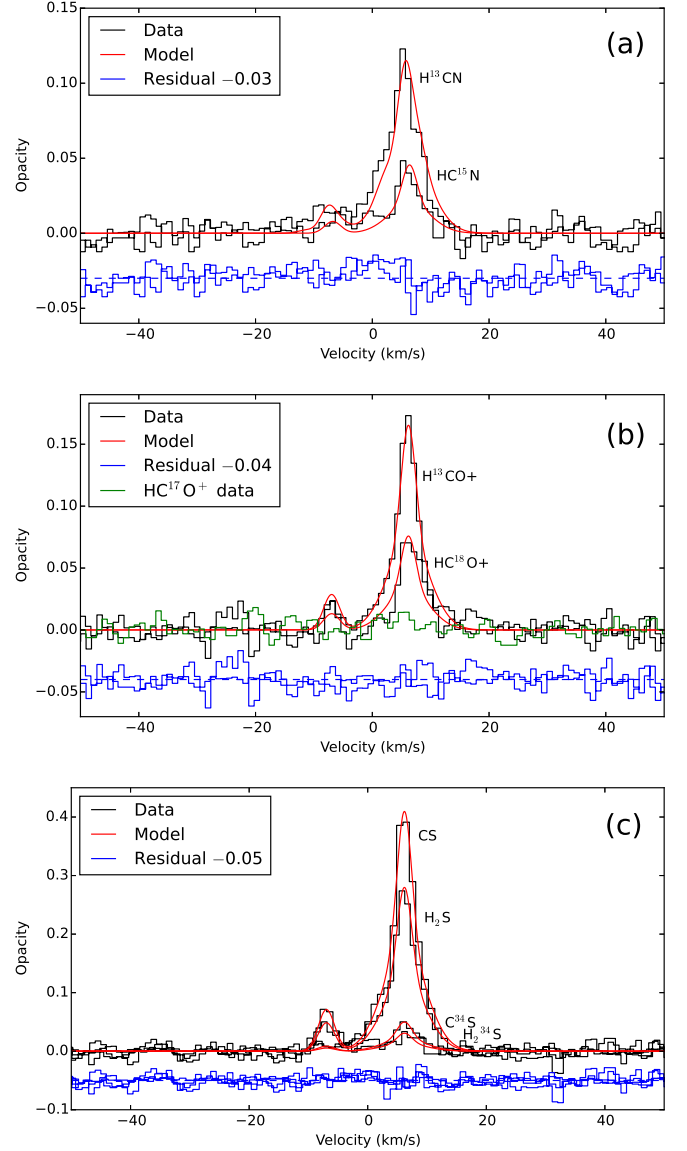 0.15
(a)
Data
Model
Residual −0.03
H¹³CN
0.10
Opacity
0.05
HC¹⁵N
0.00
−0.05
−40 −20 0 20 40
Velocity (km/s)
(b)
Data
Model
Residual −0.04
HC¹⁷O⁺ data
0.15
H¹³CO+
0.10
Opacity
HC¹⁸O+
0.05
0.00
−0.05
−40 −20 0 20 40
Velocity (km/s)
(c)
Data
Model
Residual −0.05
0.4
CS
0.3
H₂S
Opacity
0.2
0.1
C³⁴S
H₂³⁴S
0.0
−0.1
−40 −20 0 20 40
Velocity (km/s)